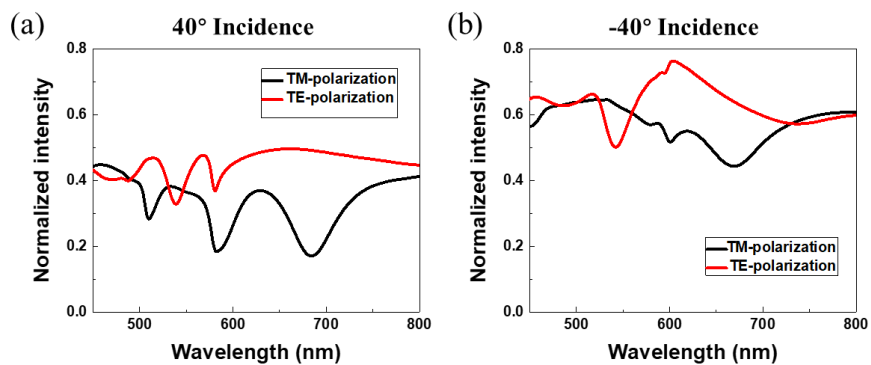 (a)
40° Incidence
0.8
0.6
0.4
0.2
0.0
Normalized intensity
TM-polarization
TE-polarization
500
600
700
800
Wavelength (nm)
(b)
-40° Incidence
0.8
0.6
0.4
0.2
0.0
Normalized intensity
TM-polarization
TE-polarization
500
600
700
800
Wavelength (nm)